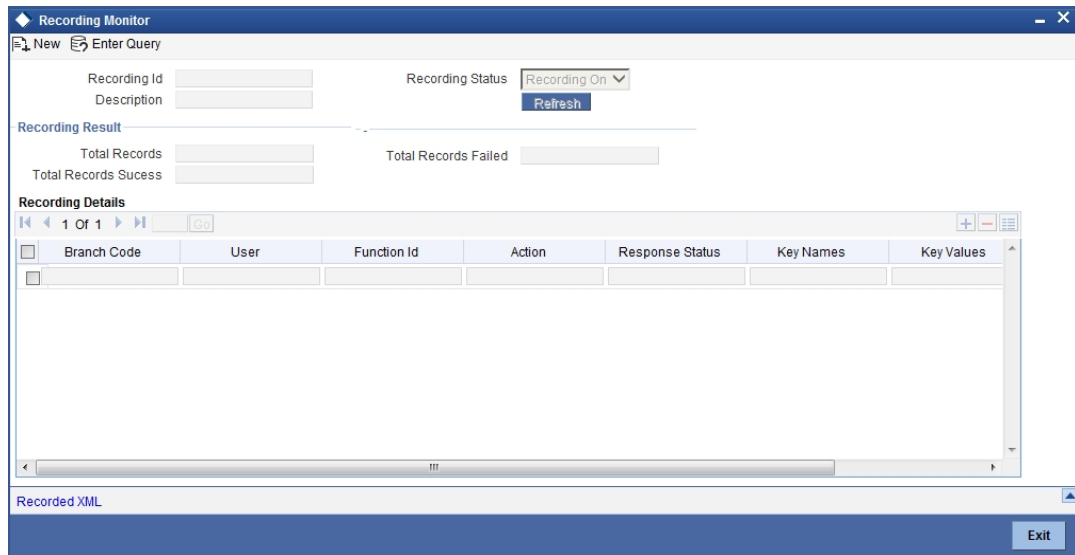 Recording Monitor
New Enter Query
Recording Id Recording Status Recording On
Description Refresh
Recording Result
Total Records Total Records Failed
Total Records Sucess
Recording Details
1 Of 1 Go
Branch Code User Function Id Action Response Status Key Names Key Values
Recorded XML
Exit